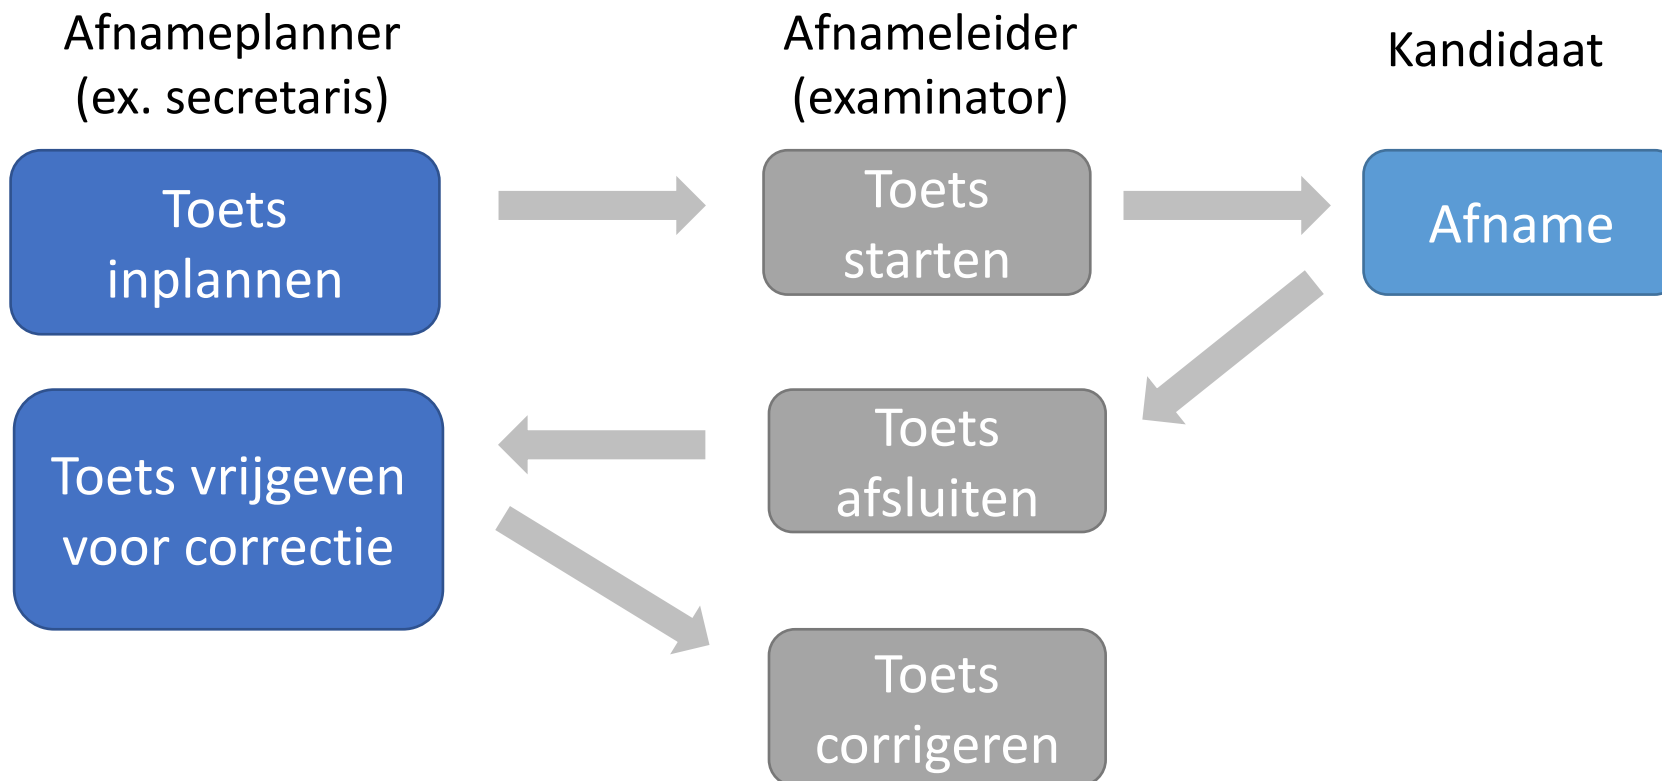 Afnameplanner
(ex. secretaris)
Afnameleider
(examinator)
Kandidaat
Toets
inplannen
Toets
starten
Afname
Toets vrijgeven
voor correctie
Toets
afsluiten
Toets
corrigeren